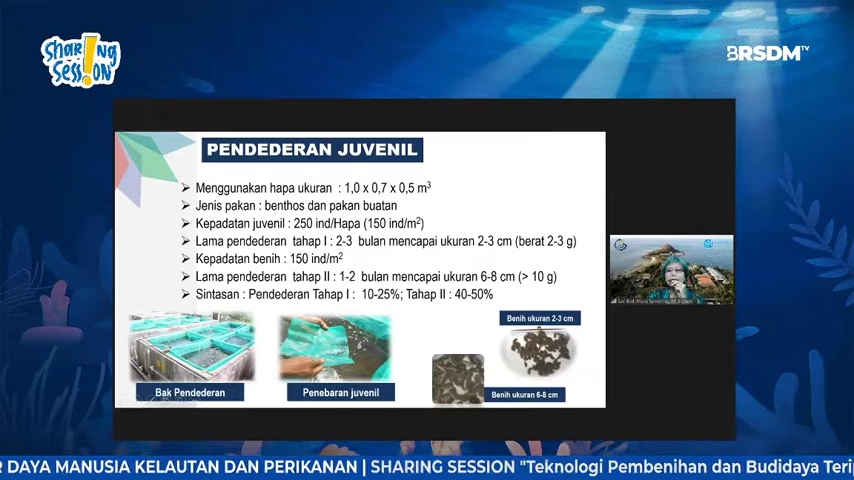 Sharing
Session
BRSDM TV
PENDEDERAN JUVENIL
➢ Menggunakan hapa ukuran : 1,0 x 0,7 x 0,5 m³
➢ Jenis pakan : benthos dan pakan buatan
➢ Kepadatan juvenil : 250 ind/Hapa (150 ind/m²)
➢ Lama pendederan tahap I : 2-3 bulan mencapai ukuran 2-3 cm (berat 2-3 g)
➢ Kepadatan benih : 150 ind/m²
➢ Lama pendederan tahap II : 1-2 bulan mencapai ukuran 6-8 cm (> 10 g)
➢ Sintasan : Pendederan Tahap I : 10-25%; Tahap II : 40-50%
Benih ukuran 2-3 cm
Bak Pendederan
Penebaran juvenil
Benih ukuran 6-8 cm
R DAYA MANUSIA KELAUTAN DAN PERIKANAN | SHARING SESSION "Teknologi Pembenihan dan Budidaya Terip